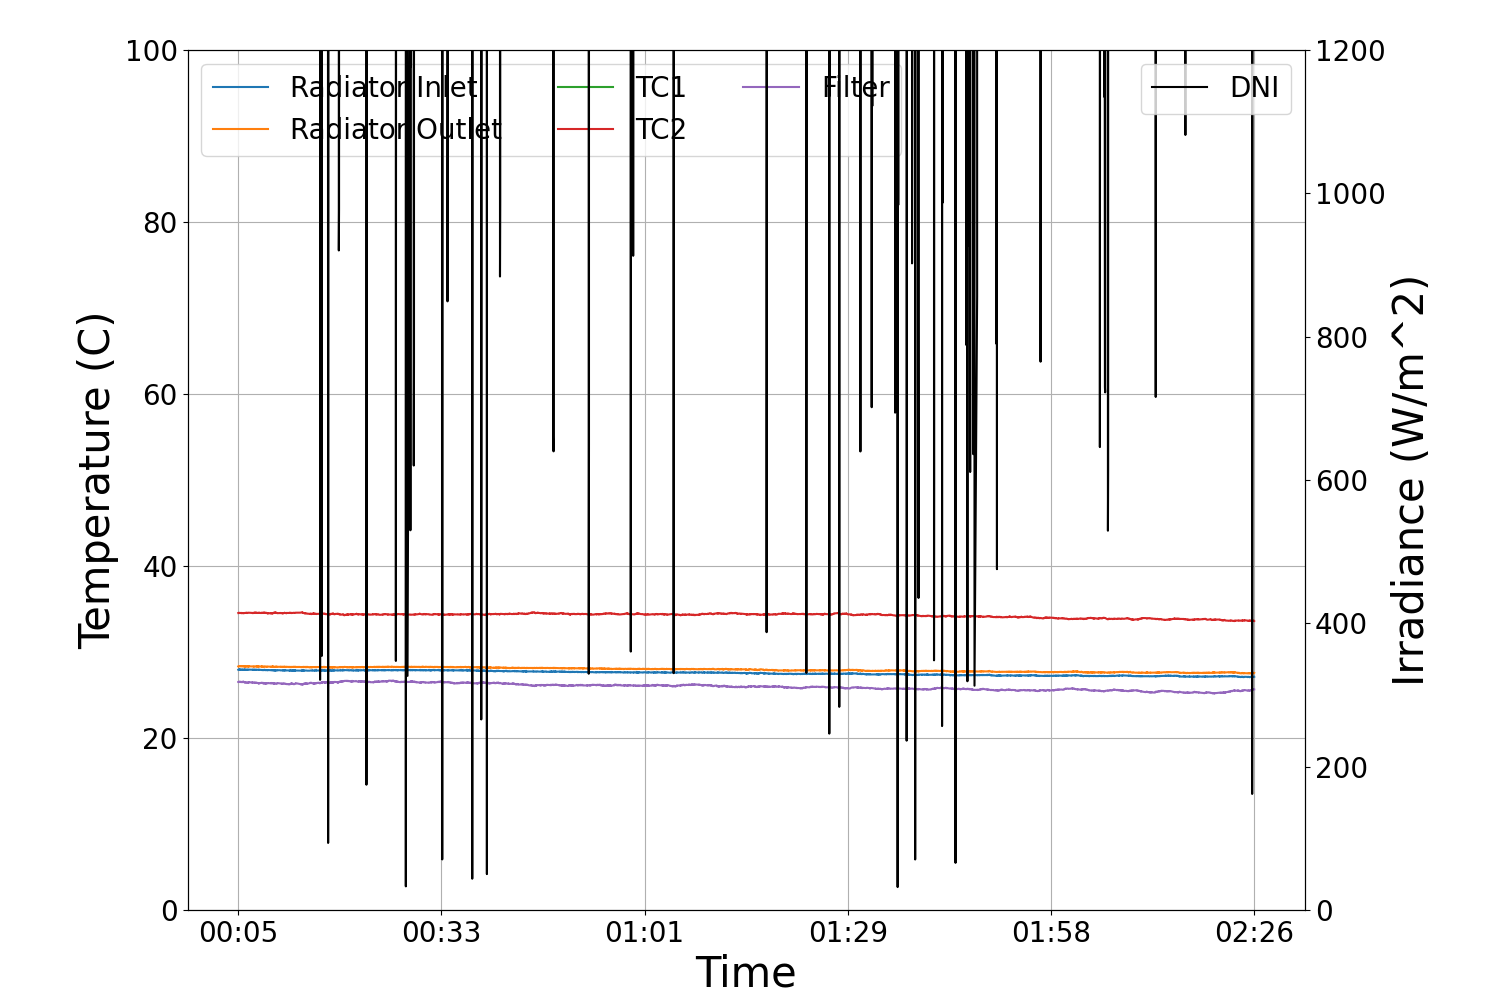 100
80
60
40
20
0
Temperature (C)
Radiator Inlet
Radiator Outlet
TC1
TC2
Filter
DNI
1200
1000
800
600
400
200
0
Irradiance (W/m^2)
00:05 00:33 01:01 01:29 01:58 02:26
Time